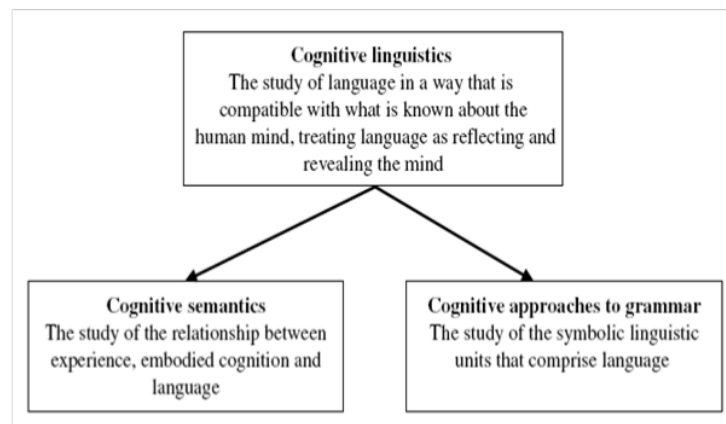 Cognitive linguistics
The study of language in a way that is
compatible with what is known about the
human mind, treating language as reflecting and
revealing the mind
Cognitive semantics
The study of the relationship between
experience, embodied cognition and
language
Cognitive approaches to grammar
The study of the symbolic linguistic
units that comprise language